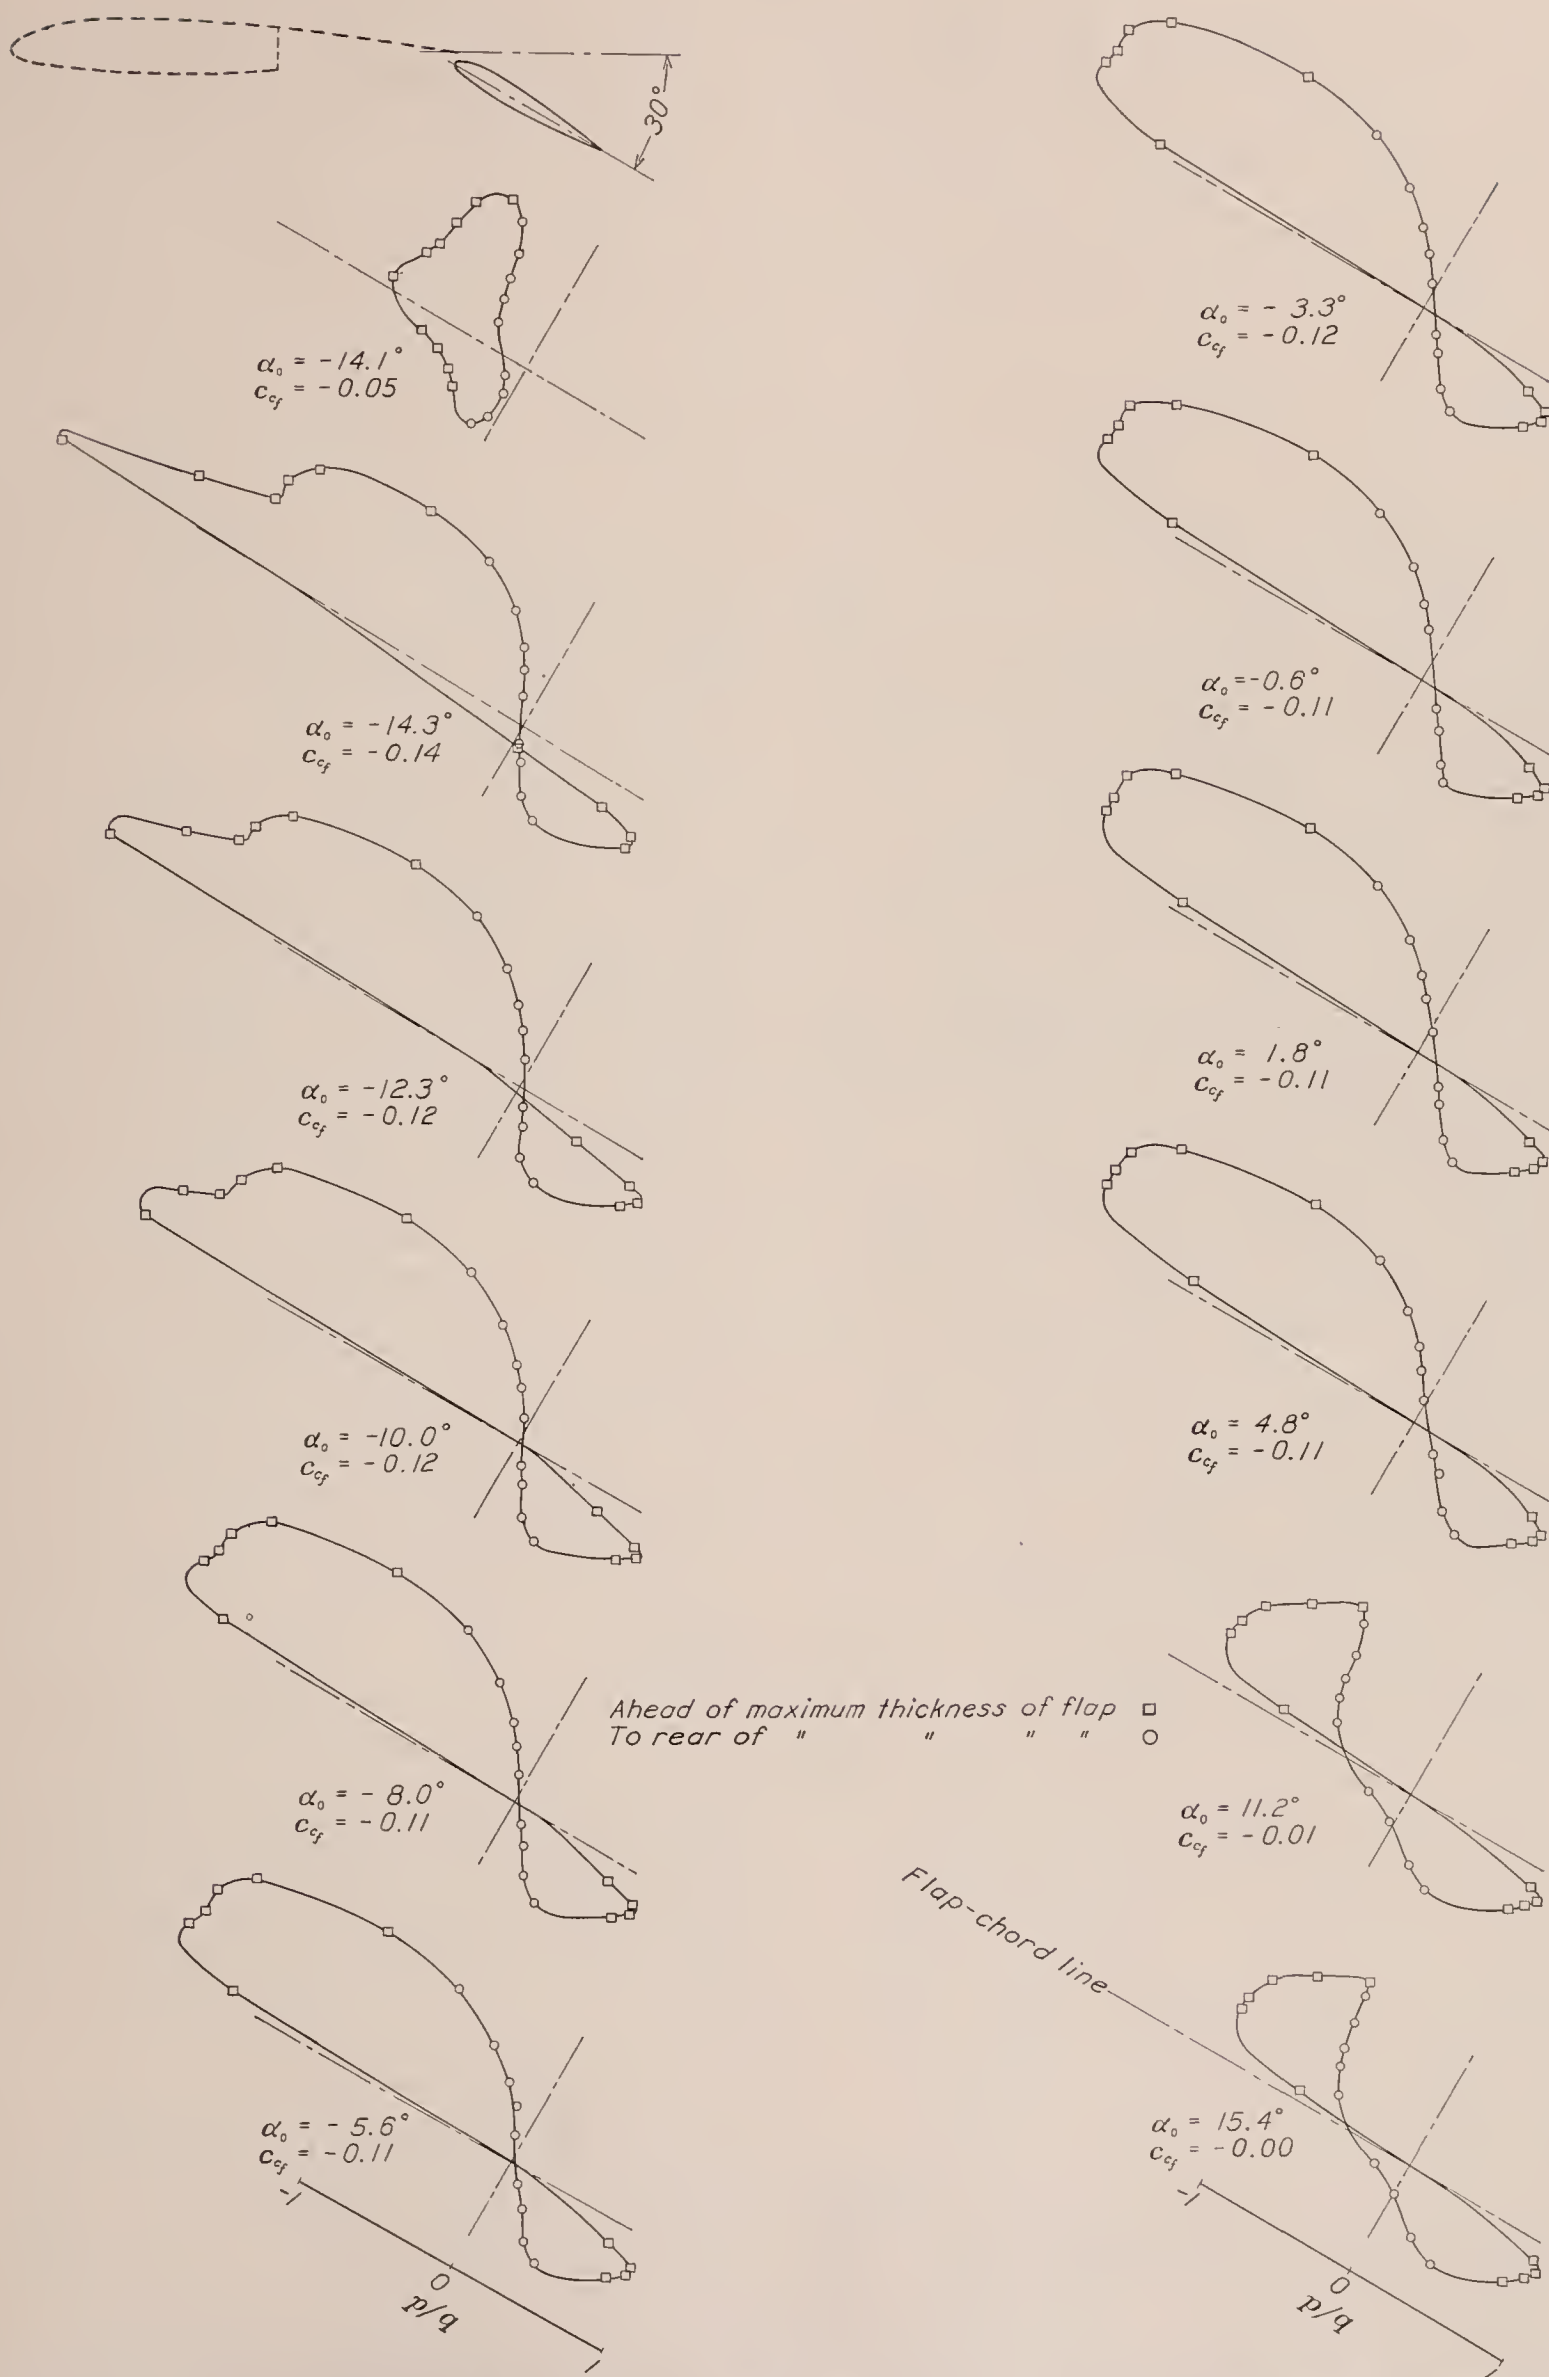 30°
α₀ = -14.1°
c_cf = -0.05
α₀ = -14.3°
c_cf = -0.14
α₀ = -12.3°
c_cf = -0.12
α₀ = -10.0°
c_cf = -0.12
α₀ = -8.0°
c_cf = -0.11
α₀ = -5.6°
c_cf = -0.11
-1
0
1
p/q
α₀ = -3.3°
c_cf = -0.12
α₀ = -0.6°
c_cf = -0.11
α₀ = 1.8°
c_cf = -0.11
α₀ = 4.8°
c_cf = -0.11
Ahead of maximum thickness of flap □
To rear of " " " " ○
α₀ = 11.2°
c_cf = -0.01
Flap-chord line
α₀ = 15.4°
c_cf = -0.00
-1
0
1
p/q